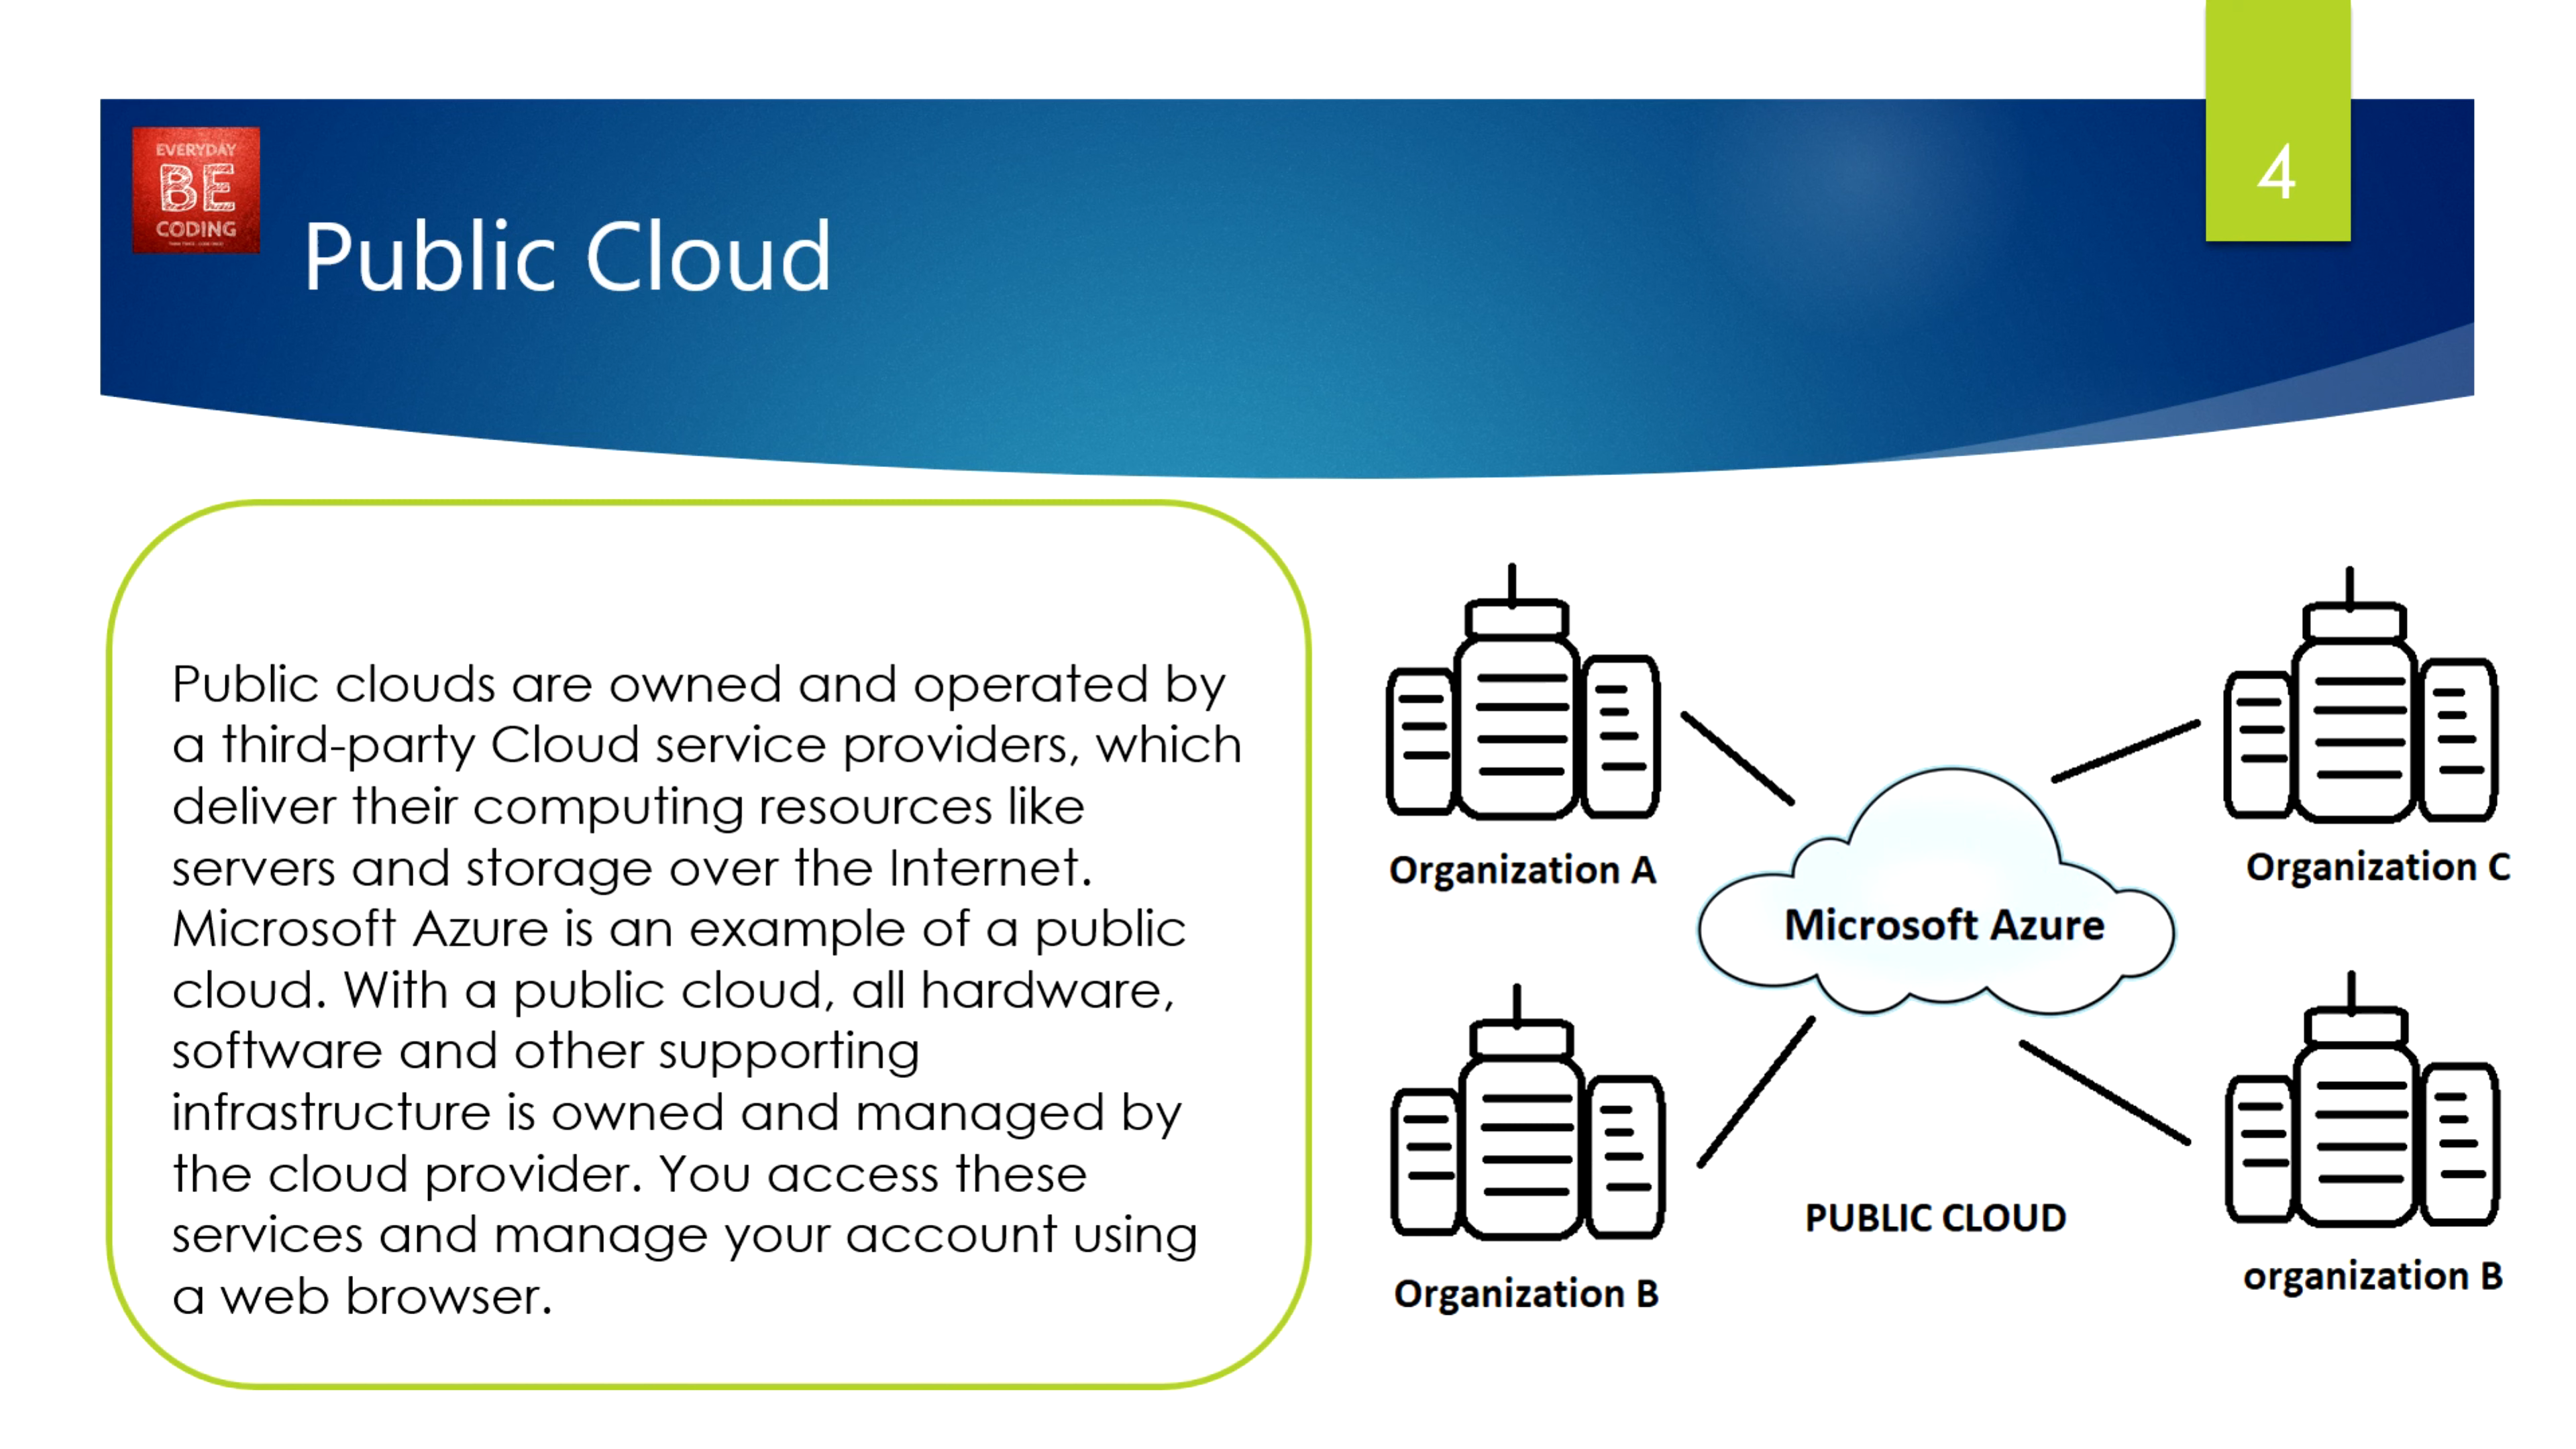 EVERYDAY
BE
CODING
Public Cloud
4
Public clouds are owned and operated by
a third-party Cloud service providers, which
deliver their computing resources like
servers and storage over the Internet.
Microsoft Azure is an example of a public
cloud. With a public cloud, all hardware,
software and other supporting
infrastructure is owned and managed by
the cloud provider. You access these
services and manage your account using
a web browser.
Organization A
Organization C
Microsoft Azure
PUBLIC CLOUD
Organization B
organization B